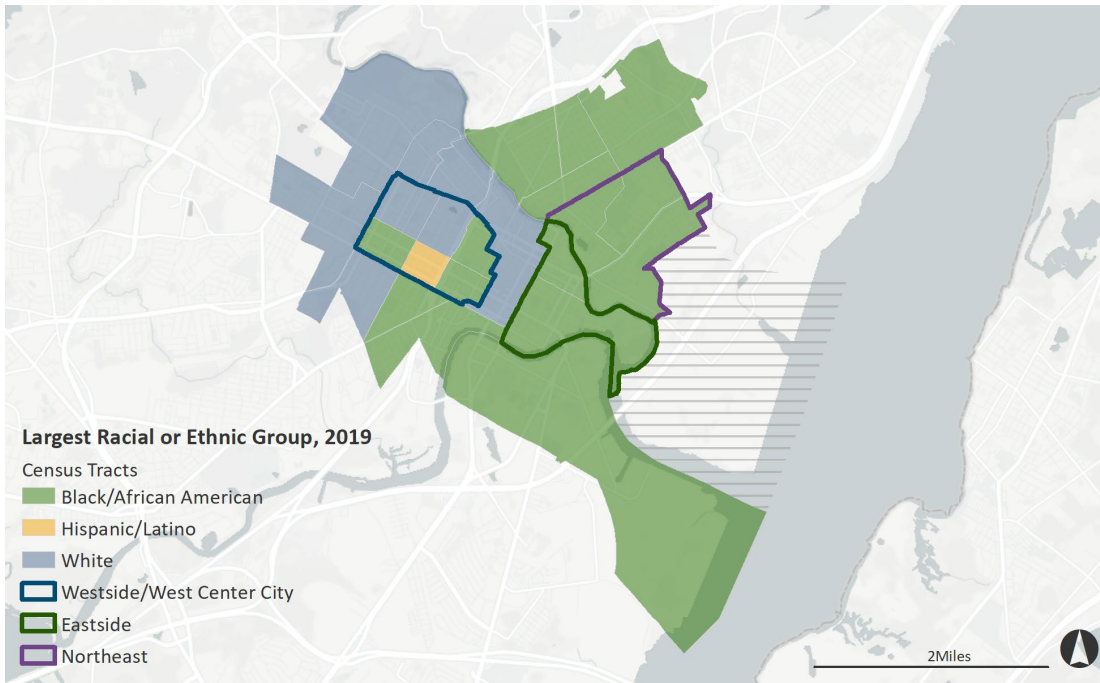 Largest Racial or Ethnic Group, 2019
Census Tracts
Black/African American
Hispanic/Latino
White
Westside/West Center City
Eastside
Northeast
2Miles